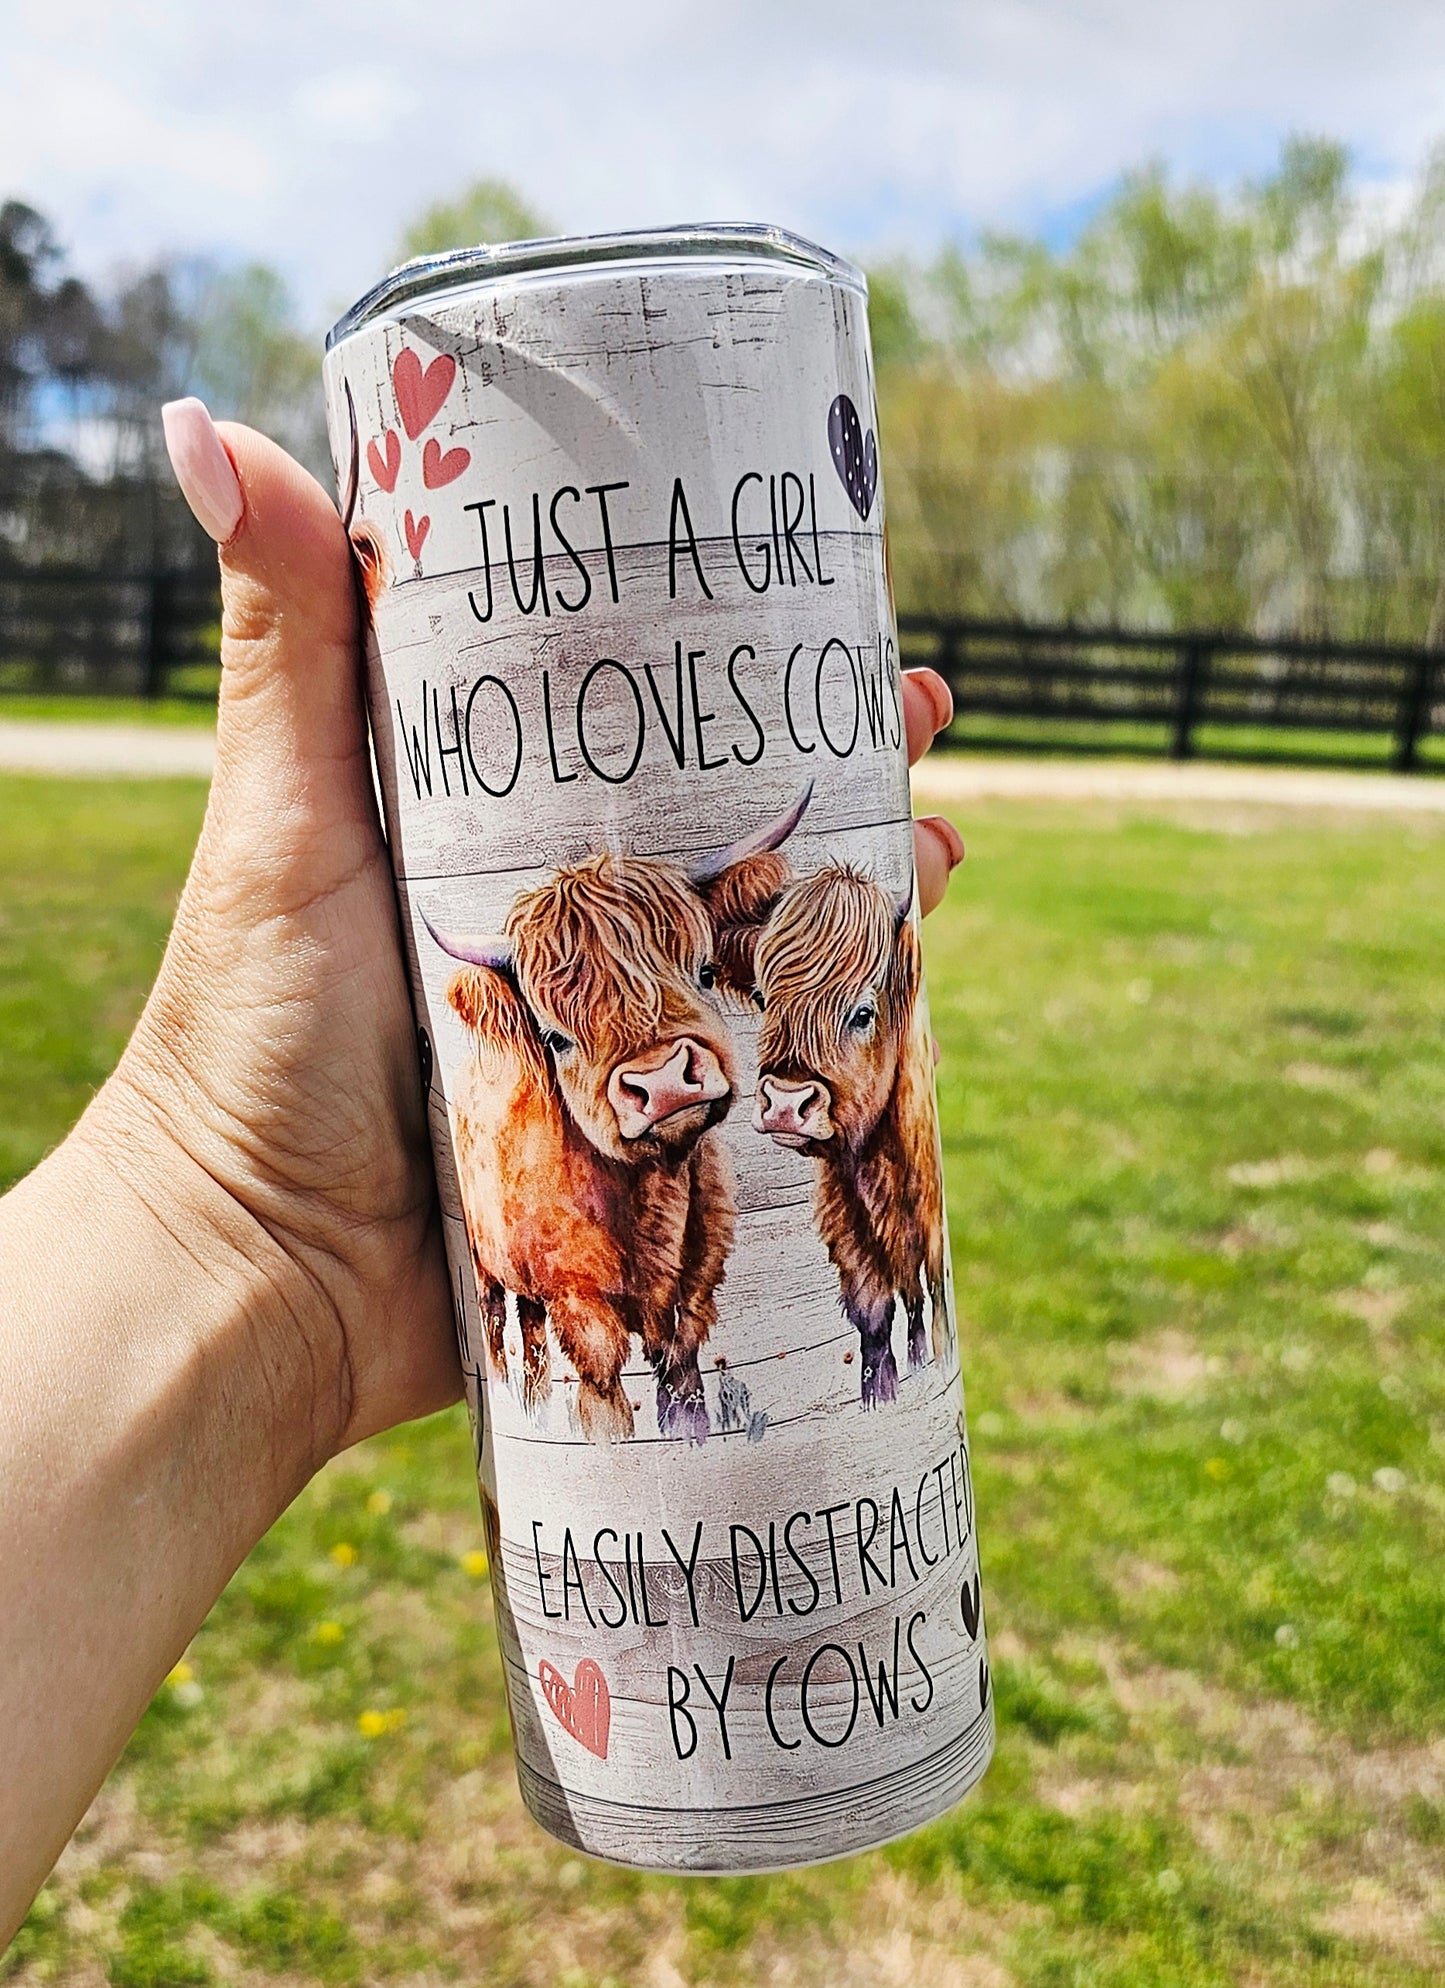 JUST A GIRL
WHO LOVES COWS
EASILY DISTRACTED
BY COWS